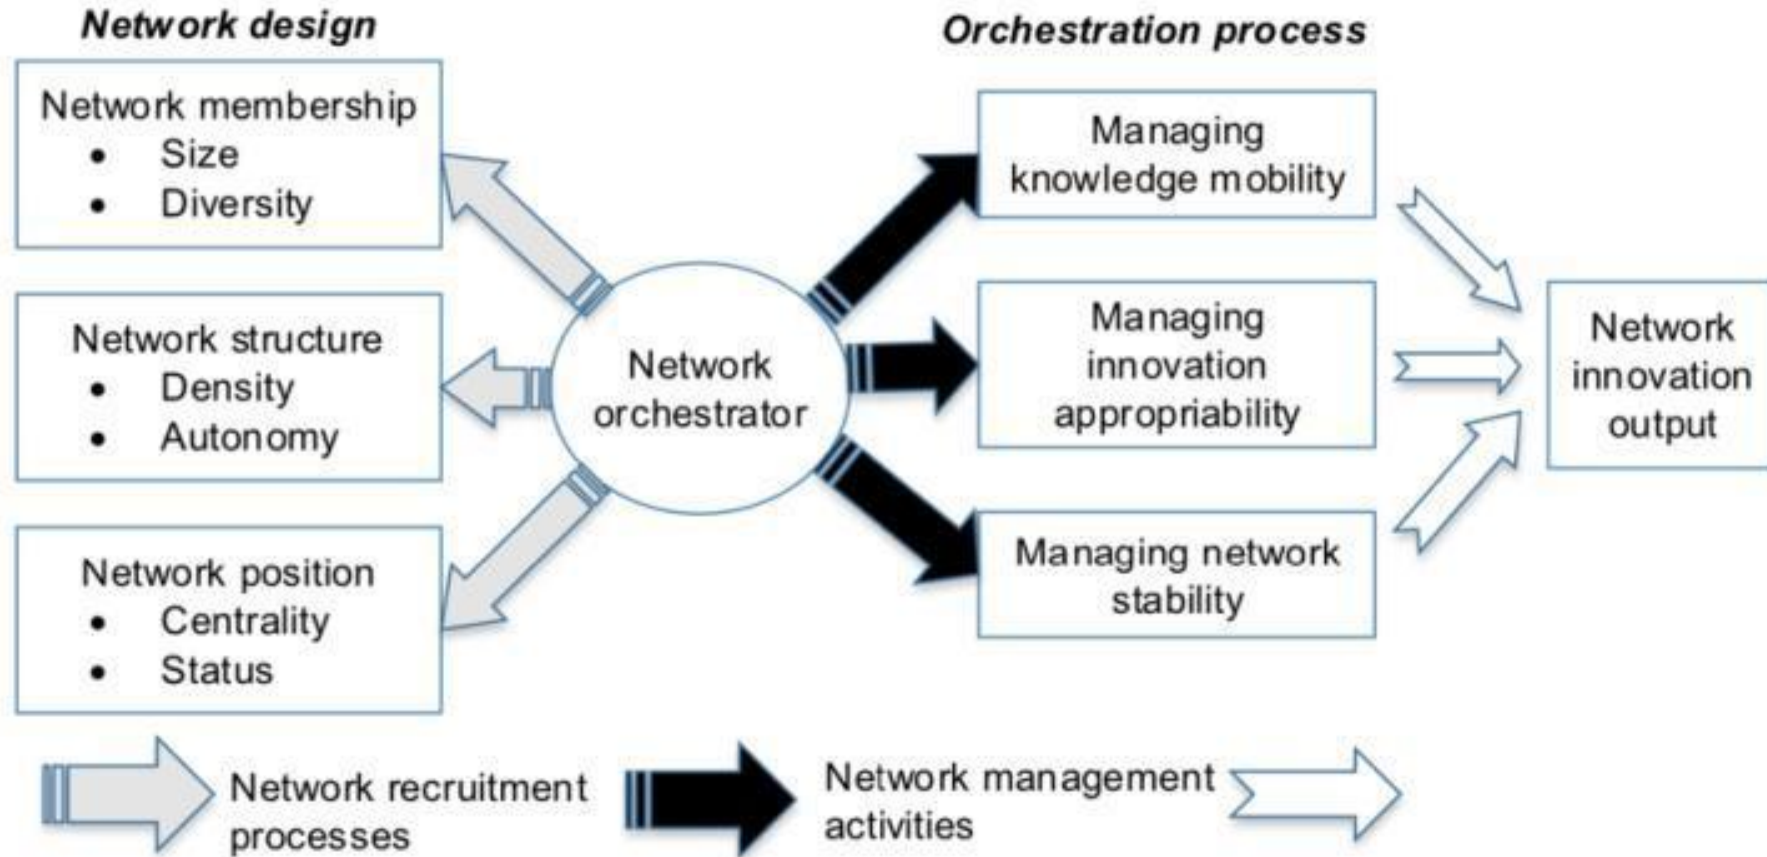 Network design
Network membership
• Size
• Diversity
Network structure
• Density
• Autonomy
Network position
• Centrality
• Status
Network
orchestrator
Orchestration process
Managing
knowledge mobility
Managing
innovation
appropriability
Managing network
stability
Network
innovation
output
Network recruitment
processes
Network management
activities